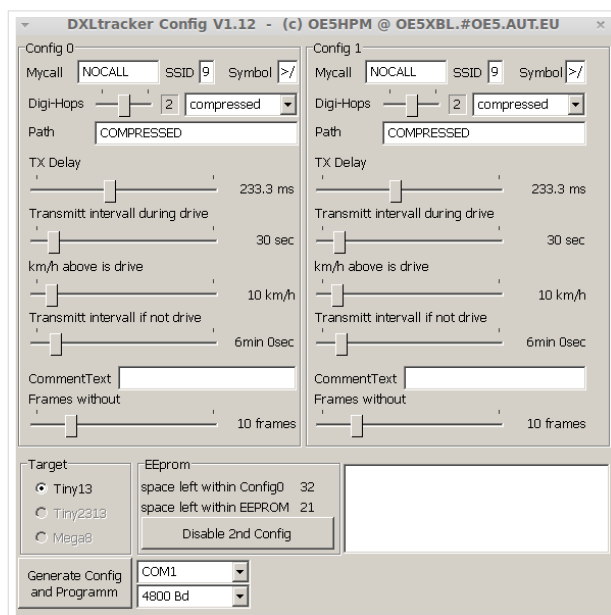 DXLtracker Config V1.12 - (c) OE5HPM @ OE5XBL.#OE5.AUT.EU
Config 0
Mycall NOCALL SSID 9 Symbol >/
Digi-Hops 2 compressed
Path COMPRESSED
TX Delay
233.3 ms
Transmitt intervall during drive
30 sec
km/h above is drive
10 km/h
Transmitt intervall if not drive
6min 0sec
CommentText
Frames without
10 frames
Config 1
Mycall NOCALL SSID 9 Symbol >/
Digi-Hops 2 compressed
Path COMPRESSED
TX Delay
233.3 ms
Transmitt intervall during drive
30 sec
km/h above is drive
10 km/h
Transmitt intervall if not drive
6min 0sec
CommentText
Frames without
10 frames
Target
Tiny13
Tiny2313
Mega8
EEprom
space left within Config0 32
space left within EEPROM 21
Disable 2nd Config
Generate Config
and Programm
COM1
4800 Bd